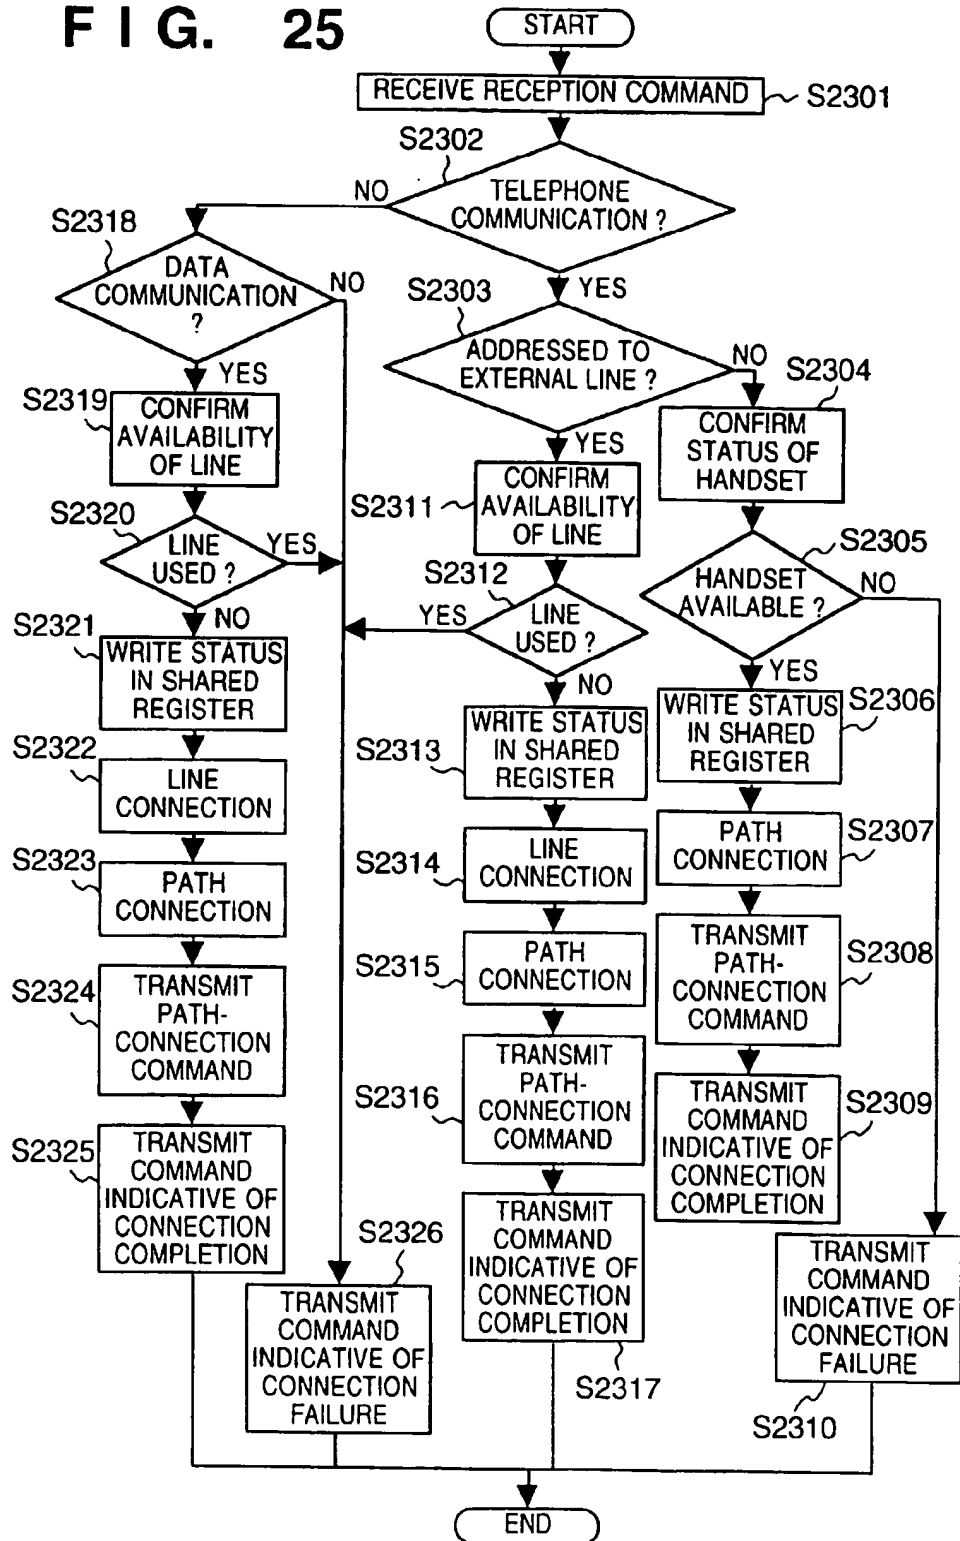 FIG. 25
START
RECEIVE RECEPTION COMMAND
S2301
S2302
TELEPHONE
COMMUNICATION ?
NO
YES
S2318
DATA
COMMUNICATION
?
NO
YES
S2303
ADDRESSED TO
EXTERNAL LINE ?
NO
YES
S2304
CONFIRM
STATUS OF
HANDSET
S2319
CONFIRM
AVAILABILITY
OF LINE
S2311
CONFIRM
AVAILABILITY
OF LINE
S2305
HANDSET
AVAILABLE ?
NO
YES
S2320
LINE
USED ?
YES
NO
S2312
LINE
USED ?
YES
NO
S2321
WRITE STATUS
IN SHARED
REGISTER
S2313
WRITE STATUS
IN SHARED
REGISTER
S2306
WRITE STATUS
IN SHARED
REGISTER
S2322
LINE
CONNECTION
S2314
LINE
CONNECTION
S2307
PATH
CONNECTION
S2323
PATH
CONNECTION
S2315
PATH
CONNECTION
S2308
TRANSMIT
PATH-
CONNECTION
COMMAND
S2324
TRANSMIT
PATH-
CONNECTION
COMMAND
S2316
TRANSMIT
PATH-
CONNECTION
COMMAND
S2309
TRANSMIT
COMMAND
INDICATIVE OF
CONNECTION
COMPLETION
S2325
TRANSMIT
COMMAND
INDICATIVE OF
CONNECTION
COMPLETION
S2326
TRANSMIT
COMMAND
INDICATIVE OF
CONNECTION
FAILURE
TRANSMIT
COMMAND
INDICATIVE OF
CONNECTION
COMPLETION
S2317
TRANSMIT
COMMAND
INDICATIVE OF
CONNECTION
FAILURE
S2310
END